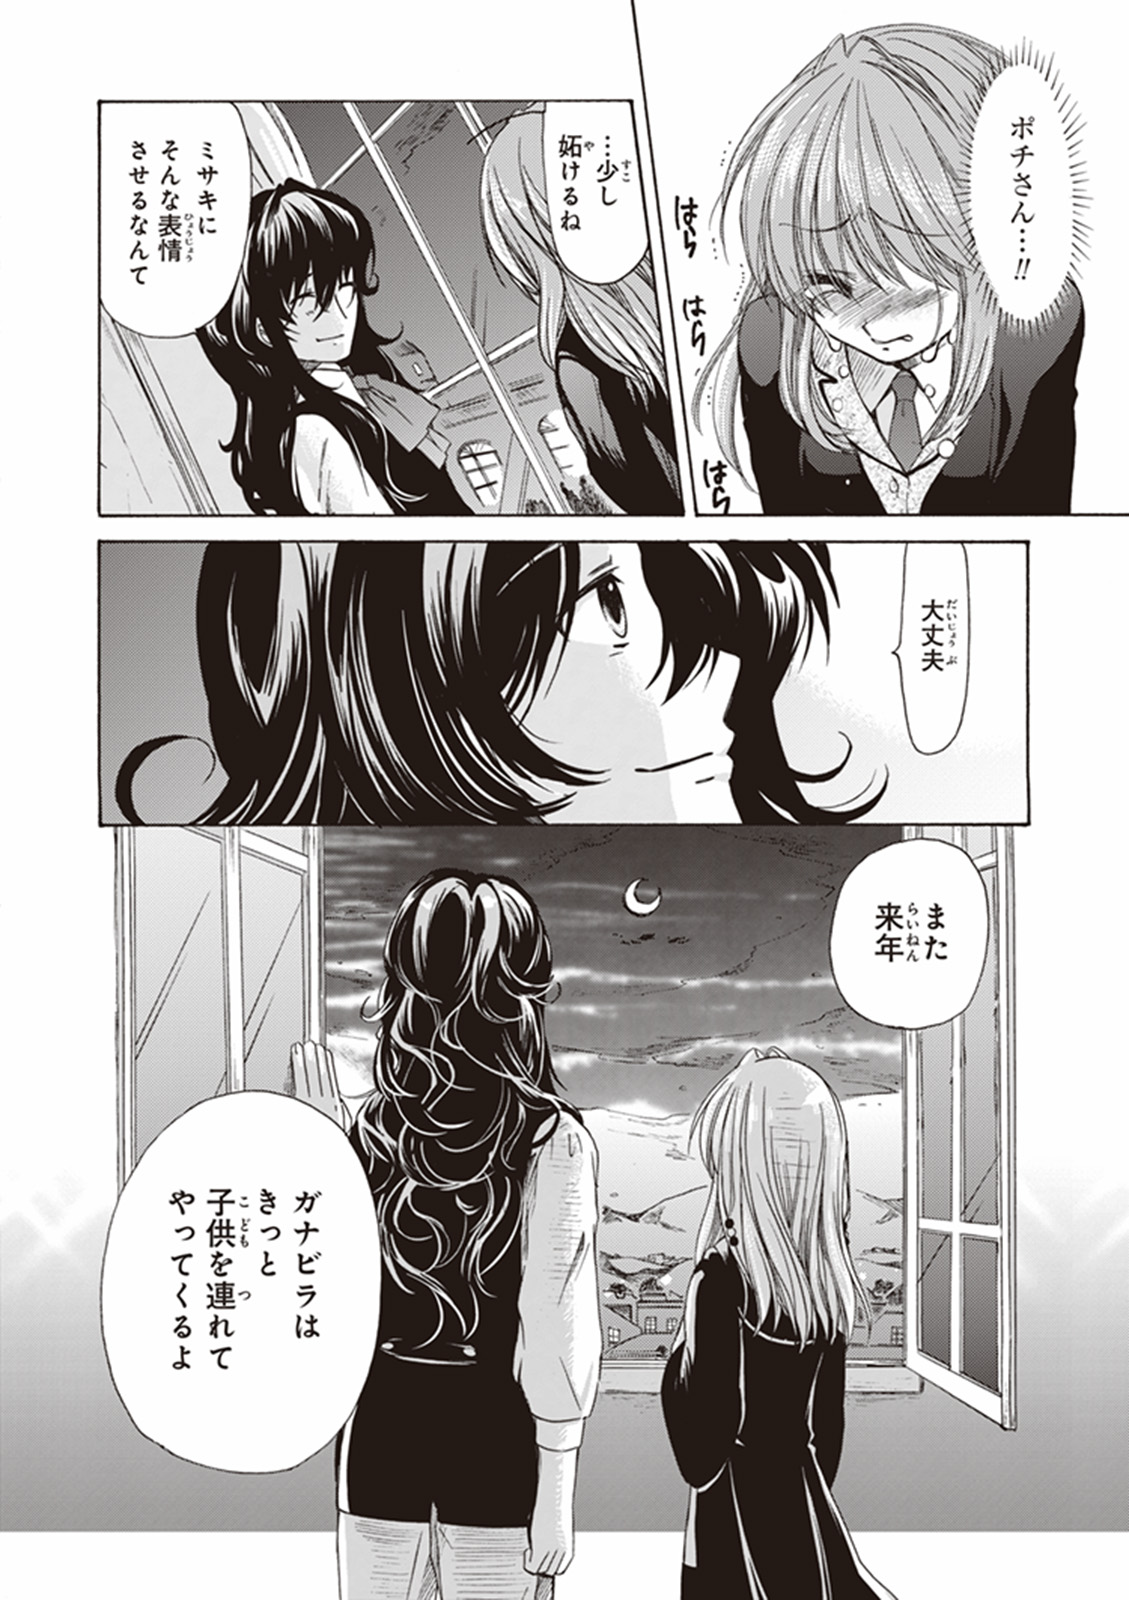 ポチさん…!!
はら
はら
はら
…少し
妬けるね
ミサキに
そんな表情
させるなんて
大丈夫
また
来年
ガナビラは
きっと
子供を連れて
やってくるよ